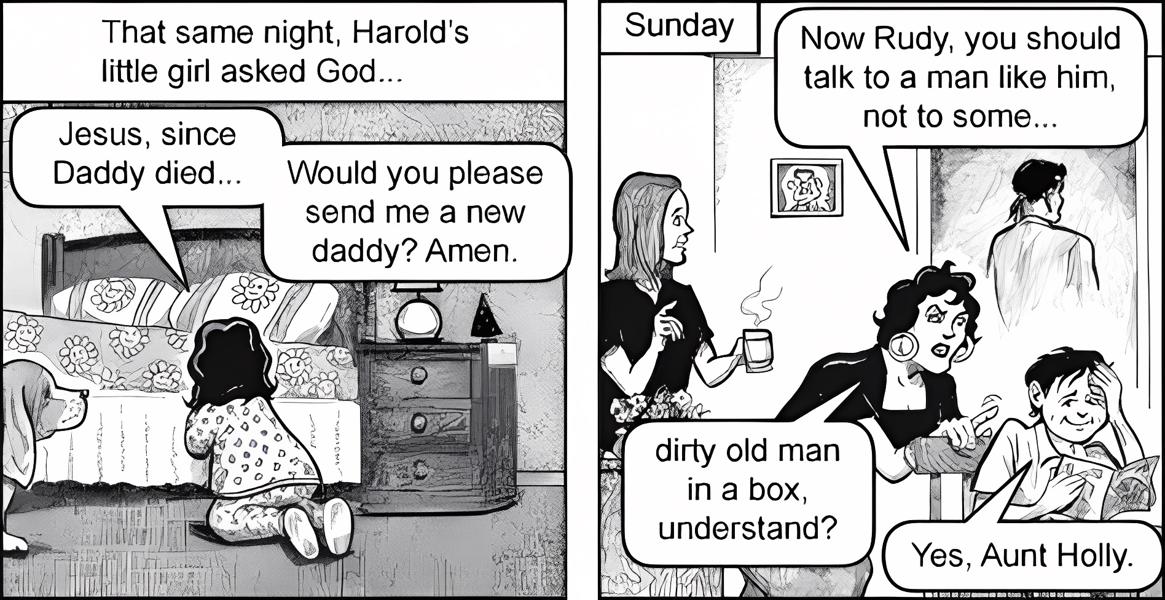 That same night, Harold's
little girl asked God...
Jesus, since
Daddy died...
Would you please
send me a new
daddy? Amen.
Sunday
Now Rudy, you should
talk to a man like him,
not to some...
dirty old man
in a box,
understand?
Yes, Aunt Holly.